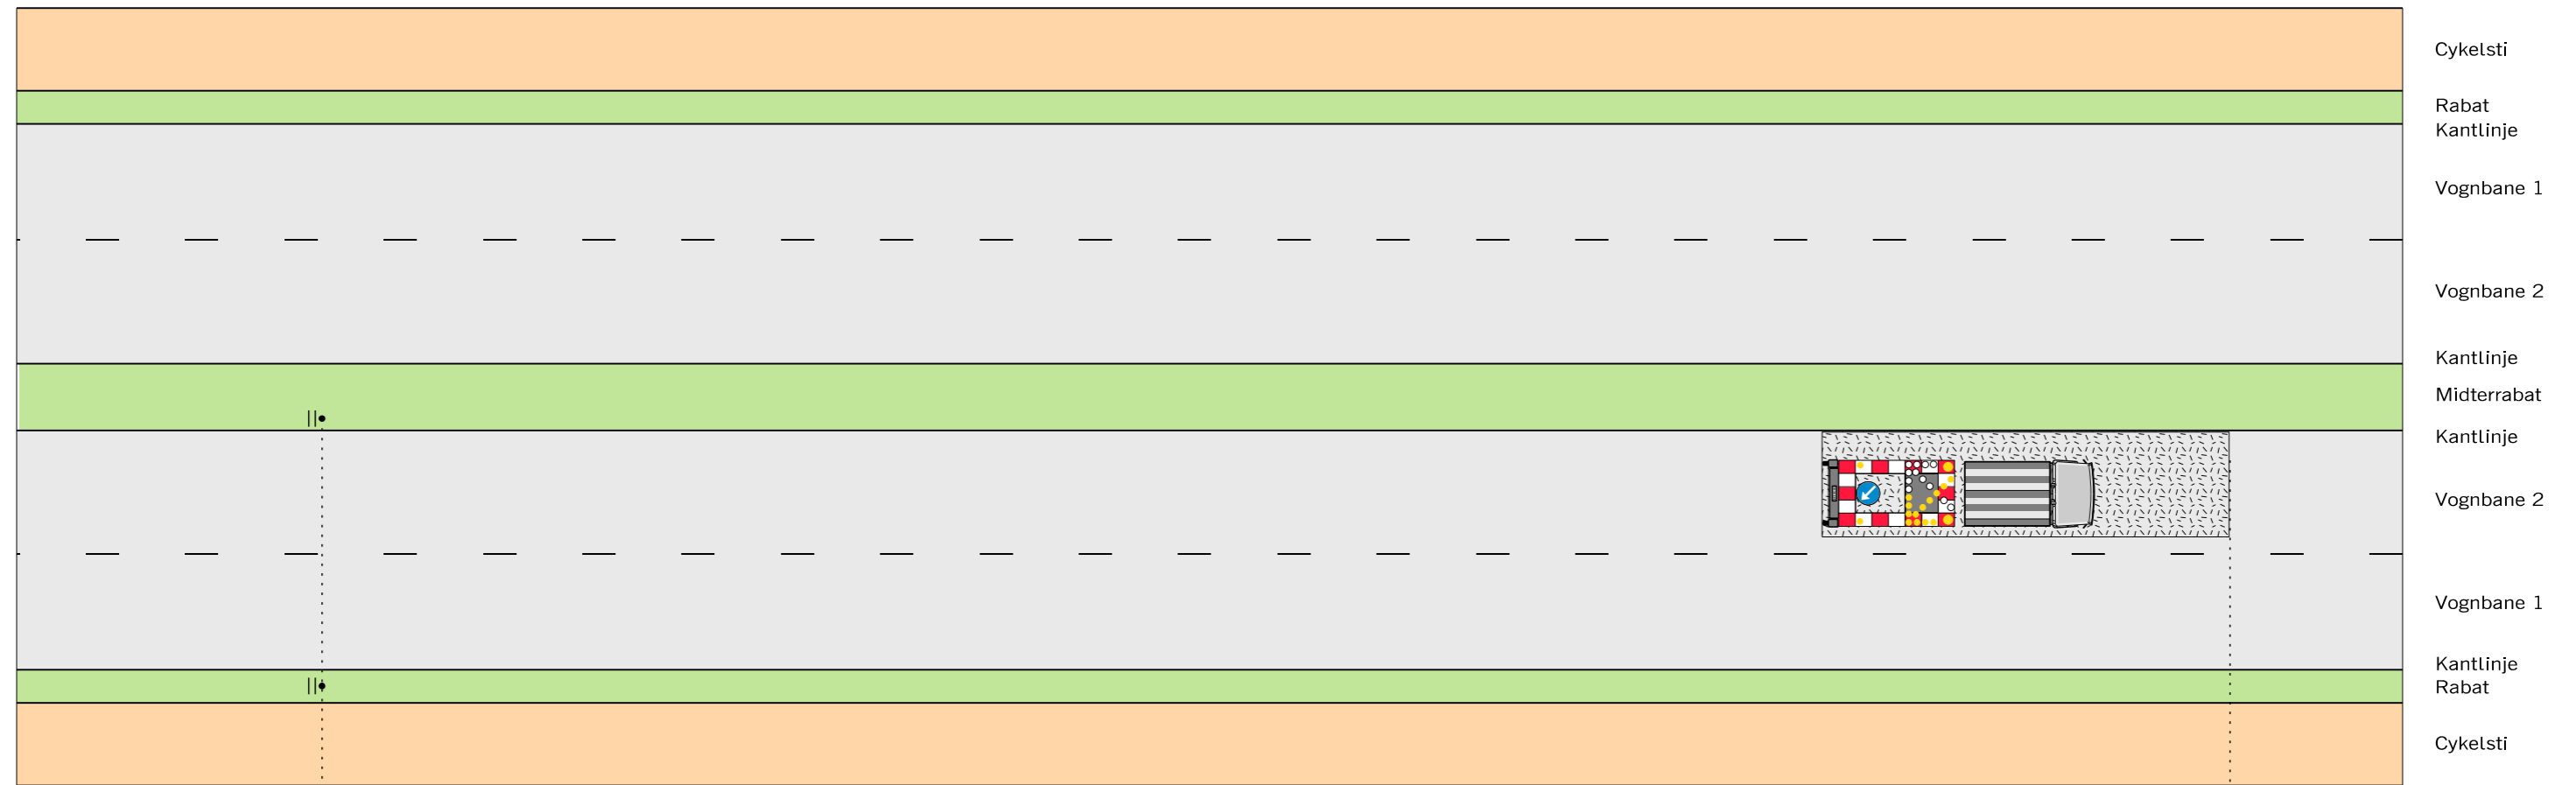 Cykelsti
Rabat
Kantlinje
Vognbane 1
Vognbane 2
Kantlinje
Midterrabat
Kantlinje
Vognbane 2
Vognbane 1
Kantlinje
Rabat
Cykelsti